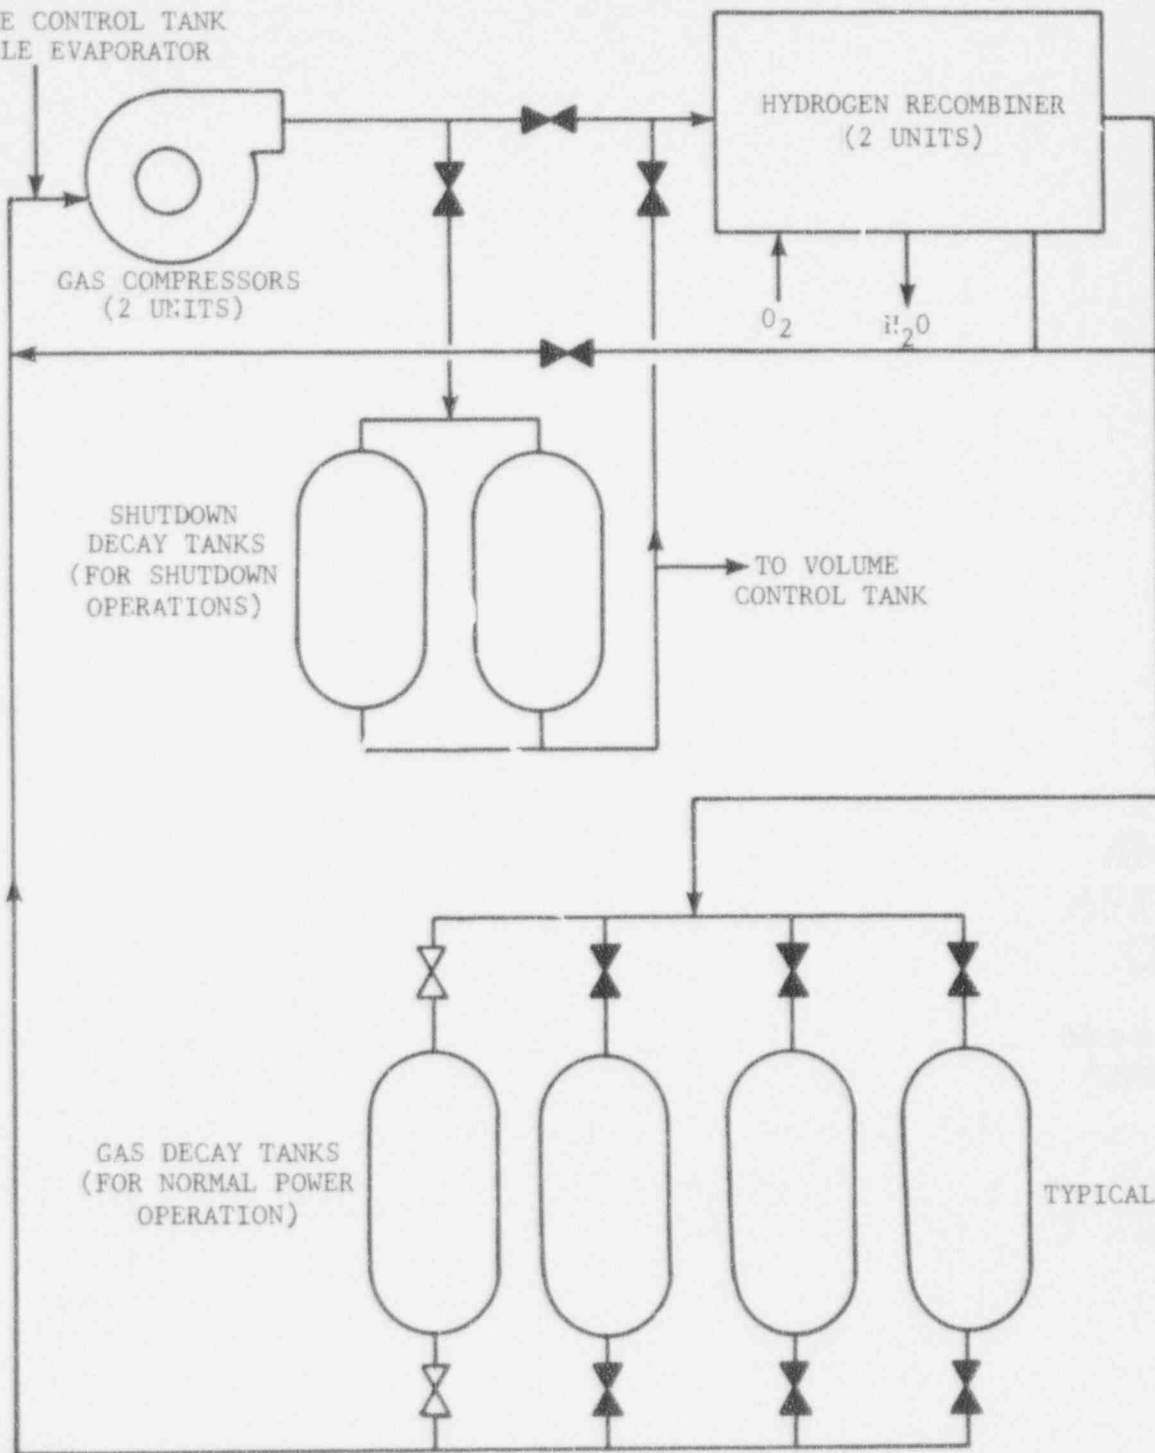 E CONTROL TANK
LE EVAPORATOR
HYDROGEN RECOMBINER
(2 UNITS)
GAS COMPRESSORS
(2 UNITS)
O2
H2O
SHUTDOWN
DECAY TANKS
(FOR SHUTDOWN
OPERATIONS)
TO VOLUME
CONTROL TANK
GAS DECAY TANKS
(FOR NORMAL POWER
OPERATION)
TYPICAL